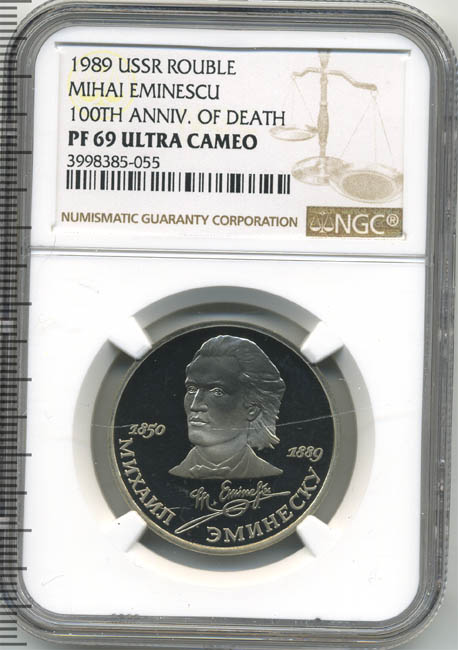 1989 USSR ROUBLE
MIHAI EMINESCU
100TH ANNIV. OF DEATH
PF 69 ULTRA CAMEO
3998385-055
NUMISMATIC GUARANTY CORPORATION
NGC®
1850
1889
МИХАИЛ ЭМИНЕСКУ
M. Eminescu